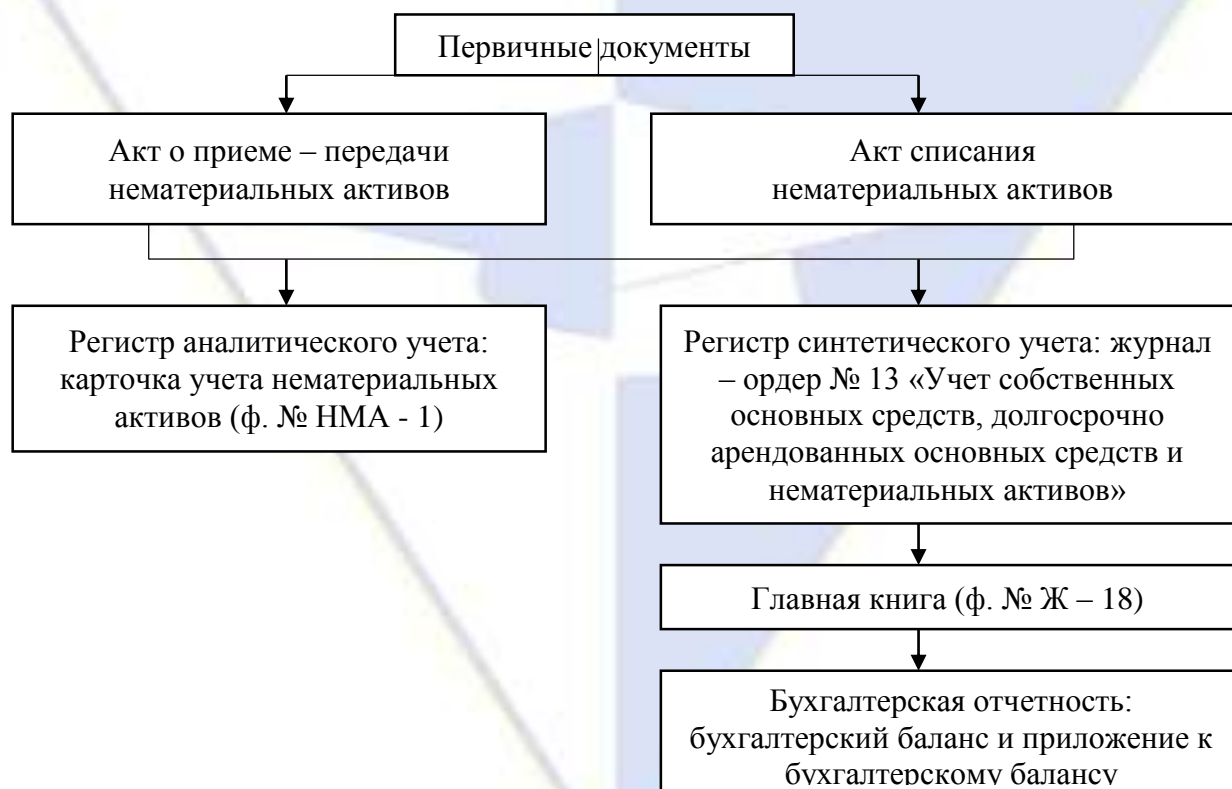 Первичные документы
Акт о приеме – передачи
нематериальных активов
Акт списания
нематериальных активов
Регистр аналитического учета:
карточка учета нематериальных
активов (ф. № НМА - 1)
Регистр синтетического учета: журнал
– ордер № 13 «Учет собственных
основных средств, долгосрочно
арендованных основных средств и
нематериальных активов»
Главная книга (ф. № Ж – 18)
Бухгалтерская отчетность:
бухгалтерский баланс и приложение к
бухгалтерскому балансу